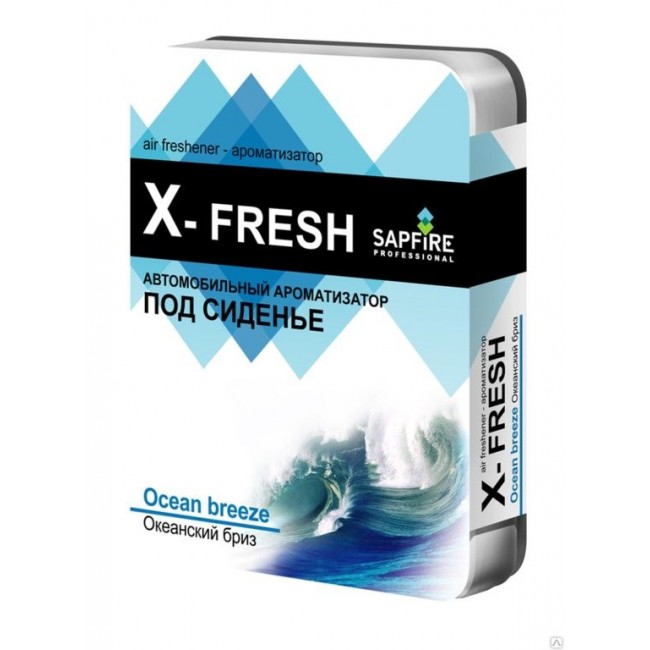 air freshener - ароматизатор
X- FRESH
SAPFIRE
PROFESSIONAL
АВТОМОБИЛЬНЫЙ АРОМАТИЗАТОР
ПОД СИДЕНЬЕ
Ocean breeze
Океанский бриз
air freshener - ароматизатор
X- FRESH
Ocean breeze Океанский бриз